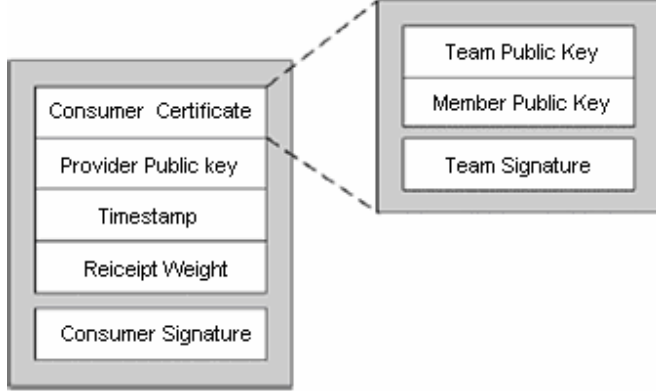 Consumer Certificate
Provider Public key
Timestamp
Reiceipt Weight
Consumer Signature
Team Public Key
Member Public Key
Team Signature